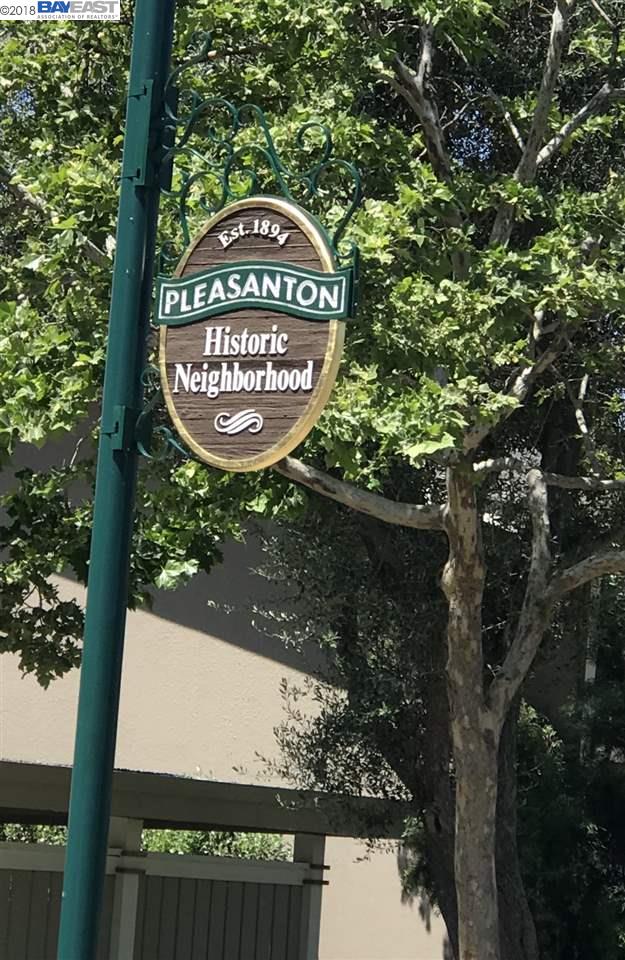 ©2018 BAYEAST
ASSOCIATION OF REALTORS®
Est. 1894
PLEASANTON
Historic
Neighborhood